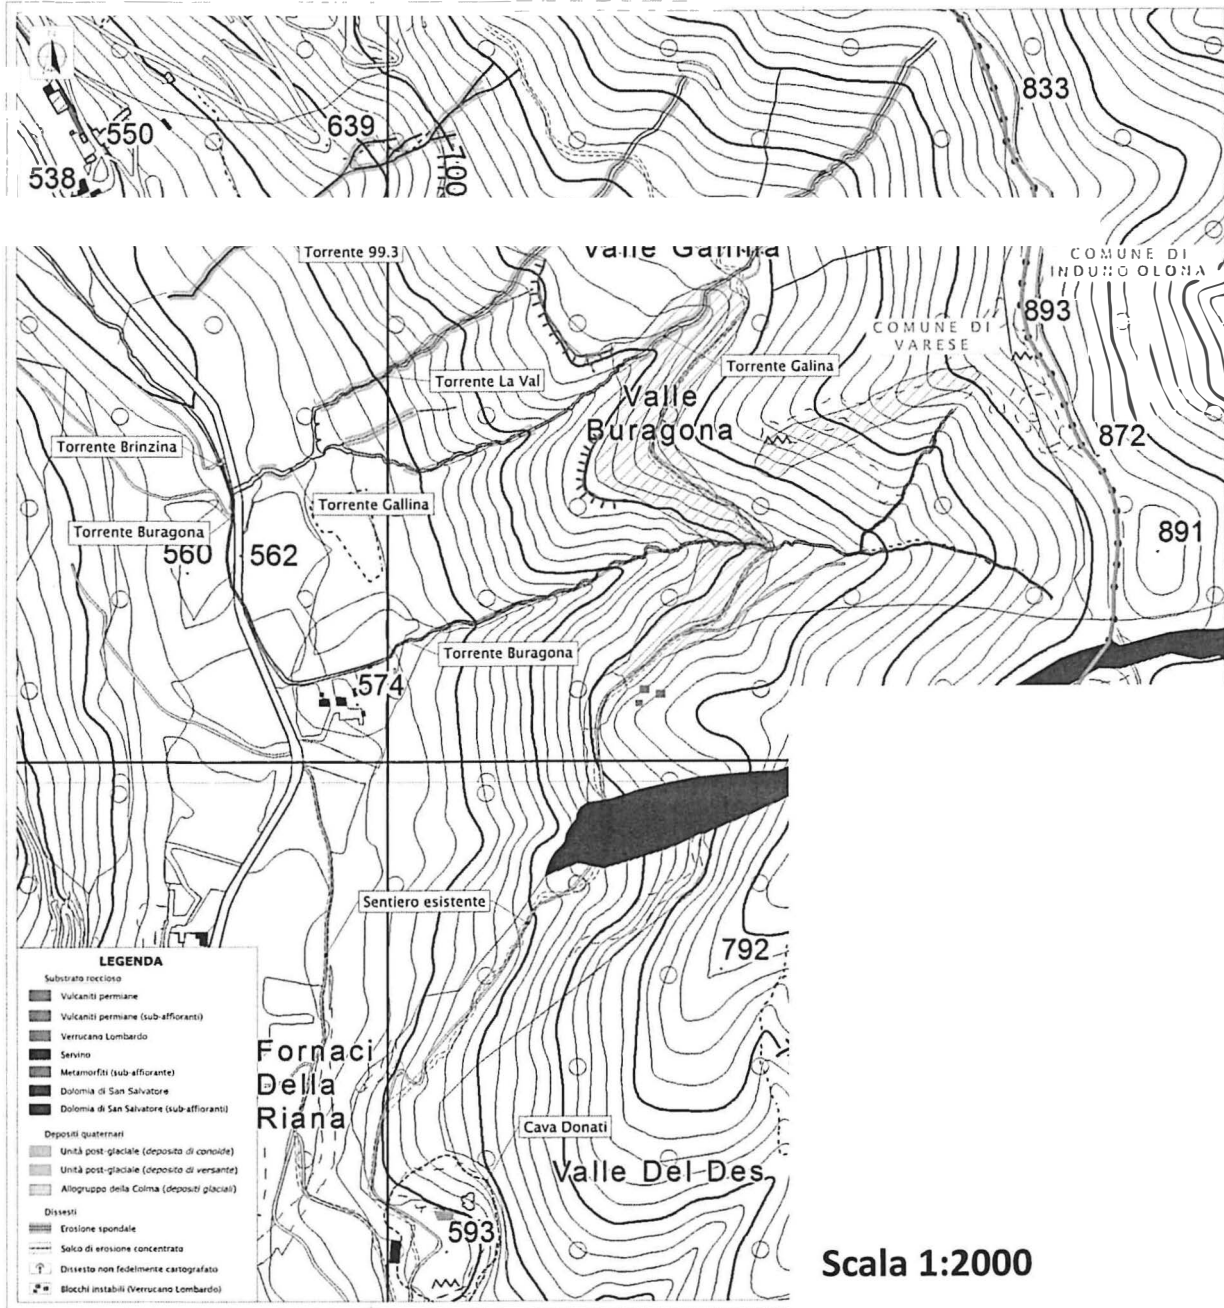 833
639
550
700
538
Valle Gallina
Torrente 99.3
COMUNE DI
INDUNO OLONA
893
COMUNE DI
VARESE
Torrente Galina
Torrente La Val
Valle
Buragona
872
Torrente Brinzina
Torrente Gallina
Torrente Buragona
560
562
891
Torrente Buragona
574
Sentiero esistente
792
LEGENDA
Substrato roccioso
Vulcaniti permiane
Vulcaniti permiane (sub-affioranti)
Verrucano Lombardo
Servino
Metamorfiti (sub-affiorante)
Dolomia di San Salvatore
Dolomia di San Salvatore (sub-affioranti)
Depositi quaternari
Unità post-glaciale (deposito di conoide)
Unità post-glaciale (deposito di versante)
Allogruppo della Colma (depositi glaciali)
Dissesti
Erosione spondale
Solco di erosione concentrato
Dissesto non fedelmente cartografato
Blocchi instabili (Verrucano Lombardo)
Fornaci
Della
Riana
Cava Donati
Valle Del Des
593
Scala 1:2000